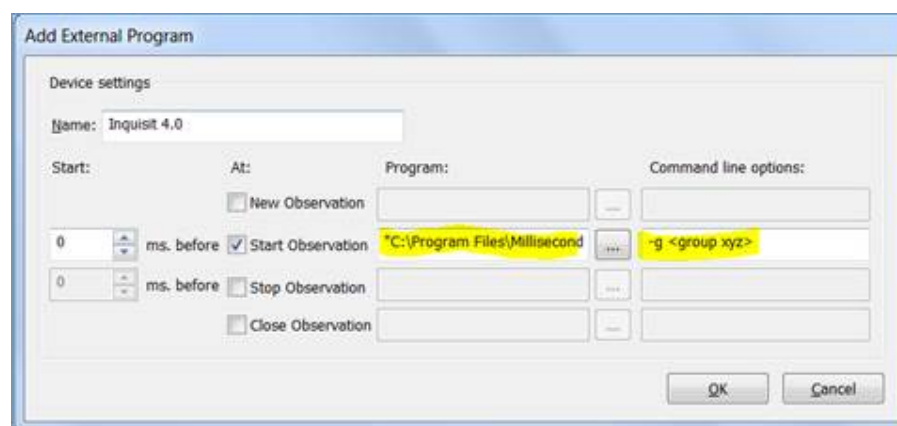 Add External Program
Device settings
Name: Inquisit 4.0
Start: At: Program: Command line options:
New Observation ...
0 ms. before Start Observation "C:\Program Files\Millisecond ... -g <group xyz>
0 ms. before Stop Observation ...
Close Observation ...
OK Cancel